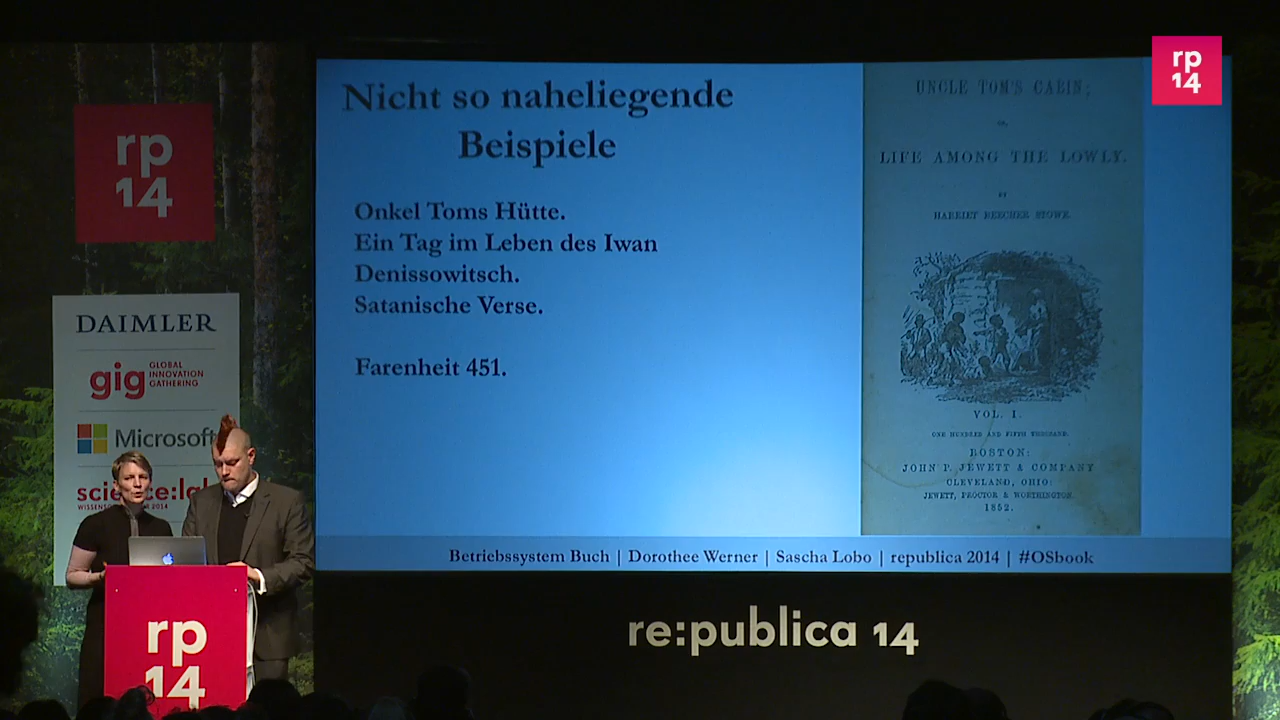 rp
14
rp
14
DAIMLER
gig GLOBAL
INNOVATION
GATHERING
Microsoft
science:lab
rp
14
Nicht so naheliegende
Beispiele
Onkel Toms Hütte.
Ein Tag im Leben des Iwan
Denissowitsch.
Satanische Verse.
Farenheit 451.
UNCLE TOM'S CABIN;
OR,
LIFE AMONG THE LOWLY.
BY
HARRIET BEECHER STOWE.
VOL. I.
ONE HUNDRED AND FIFTH THOUSAND.
BOSTON:
JOHN P. JEWETT & COMPANY
CLEVELAND, OHIO:
JEWETT, PROCTOR & WORTHINGTON.
1852.
Betriebssystem Buch | Dorothee Werner | Sascha Lobo | republica 2014 | #OSbook
re:publica 14